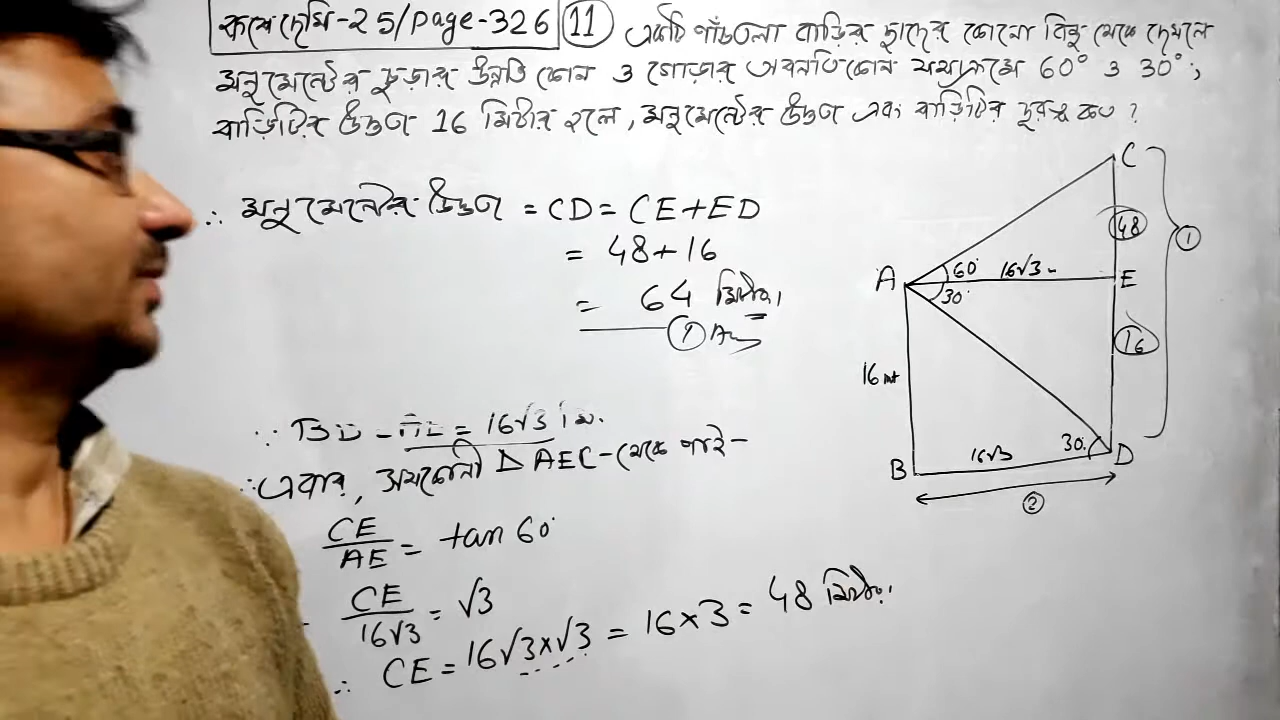 কষে দেখি-25/page-326 11 একটি পাঁচতলা বাড়ির ছাদের কোনো বিন্দু থেকে দেখলে
মনুমেন্টের চূড়ার উন্নতি কোন ও গোড়ার অবনতি কোন যথাক্রমে 60° ও 30°;
বাড়িটির উচ্চতা 16 মিটার হলে, মনুমেন্টের উচ্চতা এবং বাড়িটির দূরত্ব কত?
∴ মনুমেন্টের উচ্চতা = CD = CE+ED
= 48+16
= 64 মিটার।
① Ans
∵ BD = AE = 16√3 মি.
∴ এবার, সমকোণী Δ AEC-থেকে পাই-
CE/AE = tan 60°
CE/16√3 = √3
∴ CE = 16√3×√3 = 16×3 = 48 মিটার।
C
48
①
A 60° 16√3 E
30°
16
16 mt
30° D
B 16√3
②